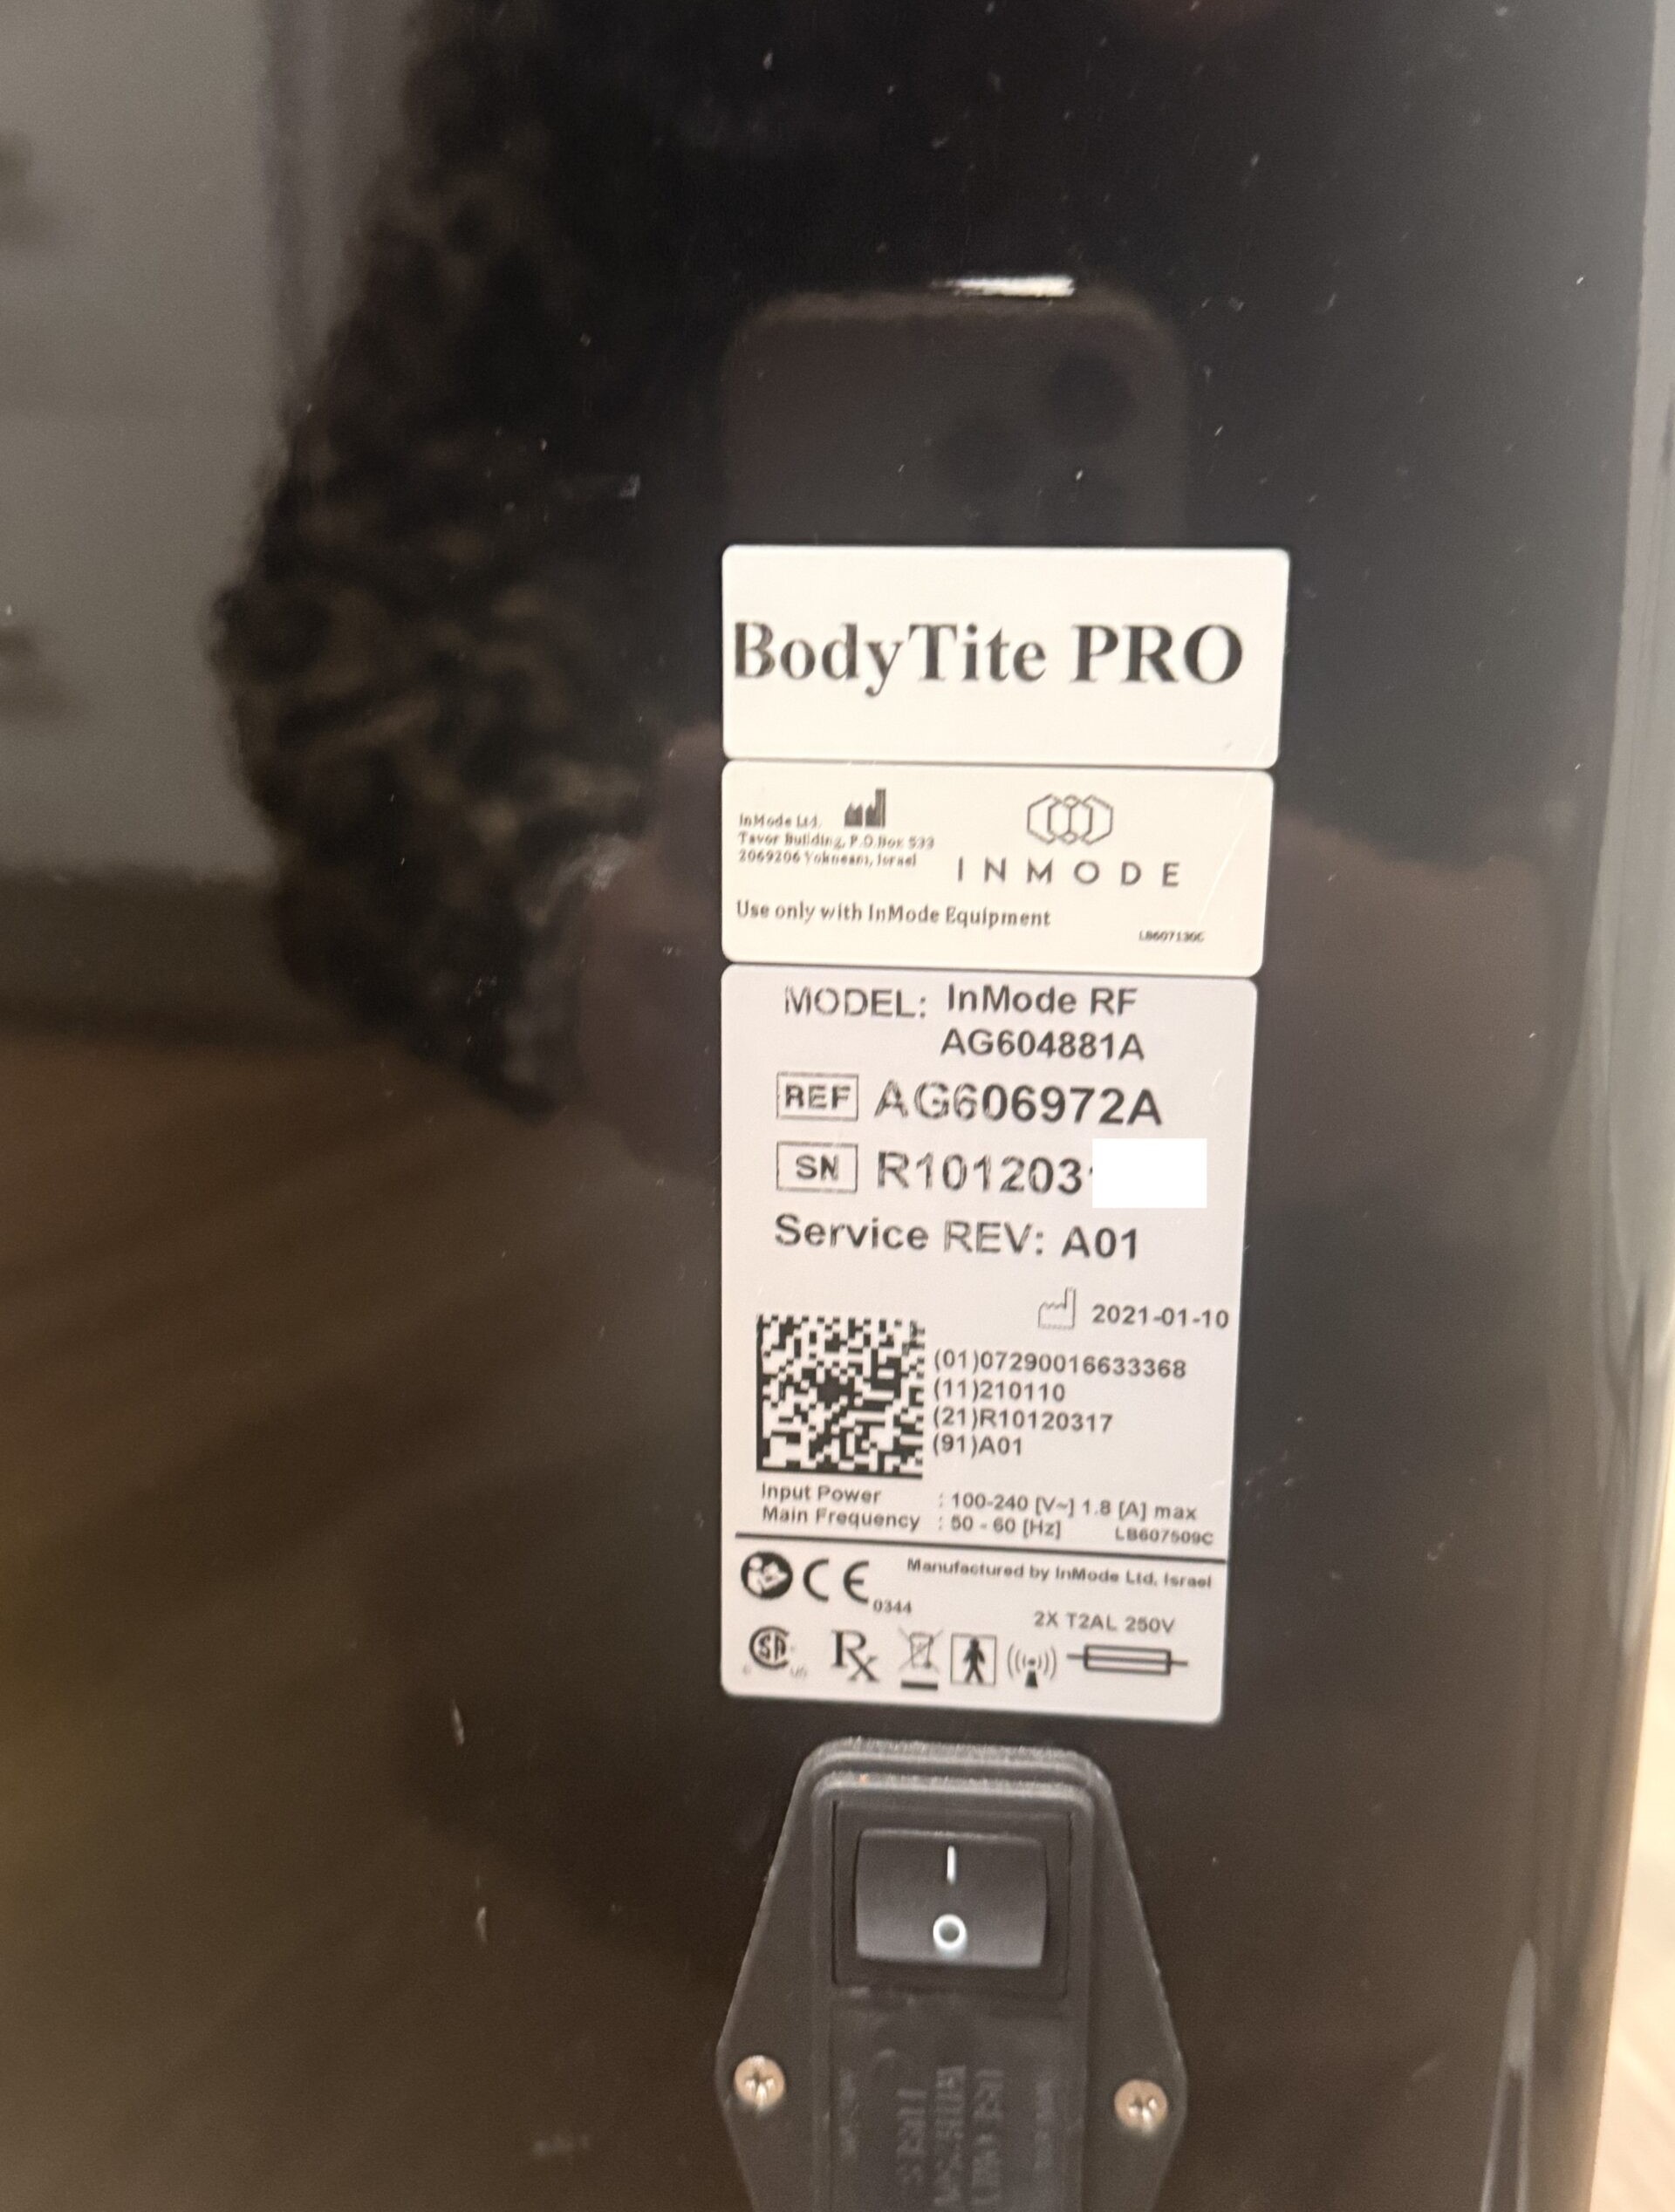 BodyTite PRO
InMode Ltd.
Tavor Building, P.O.Box 533
2069206 Yokneam, Israel
INMODE
Use only with InMode Equipment
LB607130C
MODEL: InMode RF
AG604881A
REF AG606972A
SN R1012031
Service REV: A01
2021-01-10
(01)07290016633368
(11)210110
(21)R10120317
(91)A01
Input Power : 100-240 [V~] 1.8 [A] max
Main Frequency : 50 - 60 [Hz] LB607509C
Manufactured by InMode Ltd, Israel
CE 0344
2X T2AL 250V
Rx